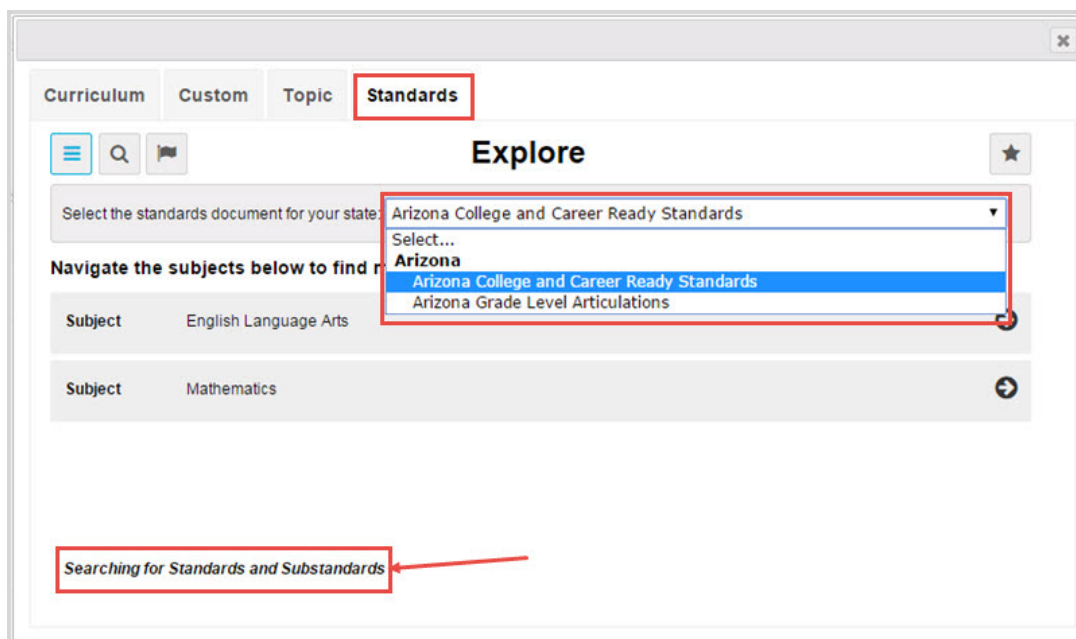 Curriculum Custom Topic Standards
Explore
Select the standards document for your state: Arizona College and Career Ready Standards
Select...
Arizona
Navigate the subjects below to find
Arizona College and Career Ready Standards
Arizona Grade Level Articulations
Subject English Language Arts
Subject Mathematics
Searching for Standards and Substandards